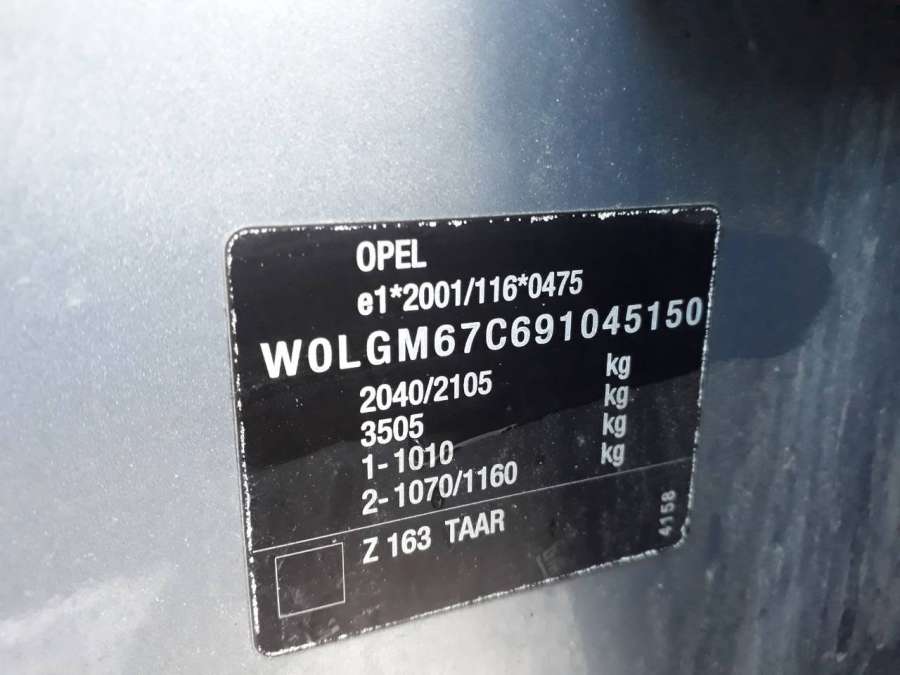 OPEL
e1*2001/116*0475
W0LGM67C691045150
2040/2105 kg
3505 kg
1-1010 kg
2-1070/1160 kg
Z 163 TAAR
4158